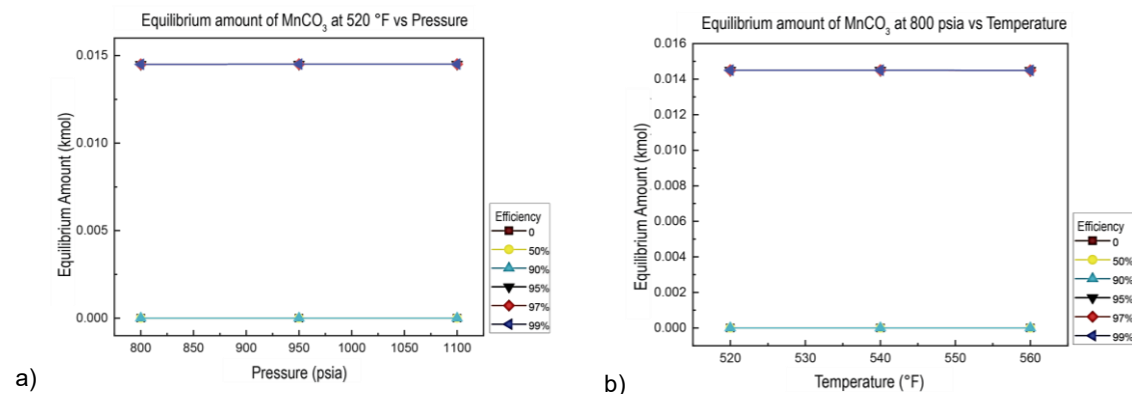 Equilibrium amount of MnCO₃ at 520 °F vs Pressure
0.015
0.010
0.005
0.000
Equilibrium Amount (kmol)
800 850 900 950 1000 1050 1100
Pressure (psia)
Efficiency
0
50%
90%
95%
97%
99%
a)
Equilibrium amount of MnCO₃ at 800 psia vs Temperature
0.016
0.014
0.012
0.010
0.008
0.006
0.004
0.002
0.000
Equilibrium Amount (kmol)
520 530 540 550 560
Temperature (°F)
Efficiency
0
50%
90%
95%
97%
99%
b)